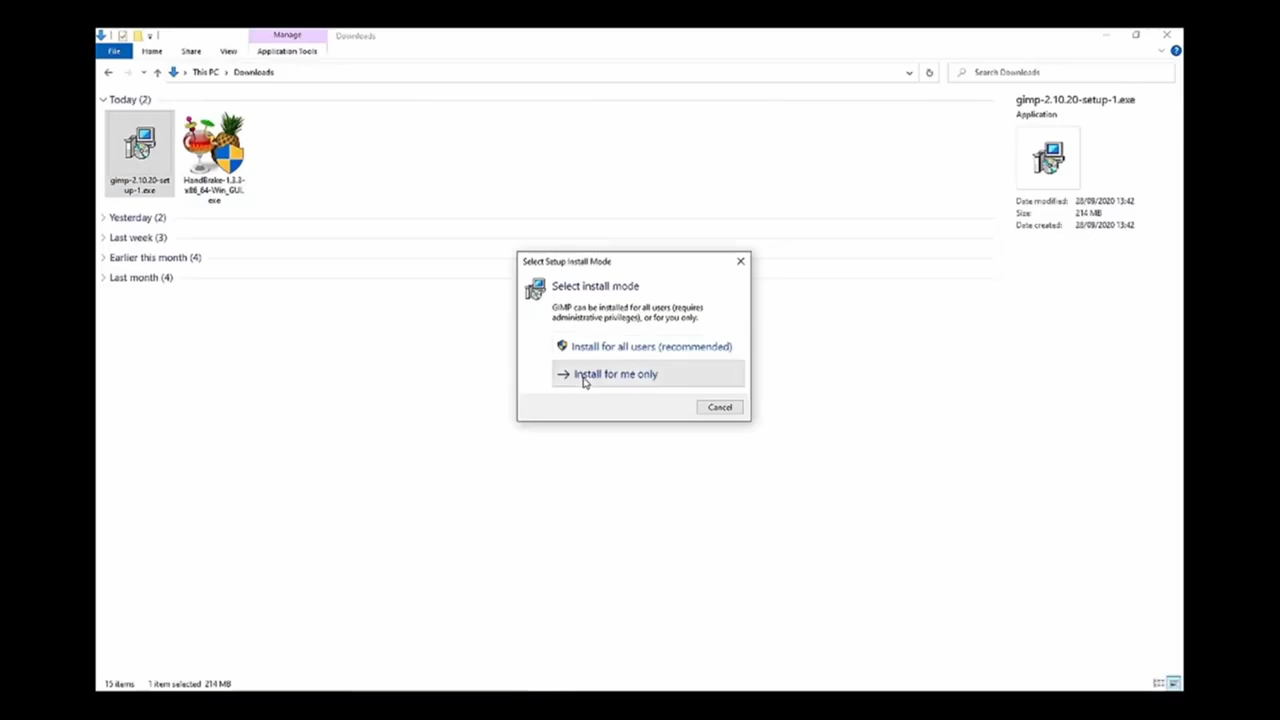 Manage
Downloads
File
Home
Share
View
Application Tools
This PC
Downloads
Search Downloads
Today (2)
gimp-2.10.20-set
up-1.exe
HandBrake-1.3.3-
x86_64-Win_GUI.
exe
Yesterday (2)
Last week (3)
Earlier this month (4)
Last month (4)
gimp-2.10.20-setup-1.exe
Application
Date modified: 28/09/2020 13:42
Size: 214 MB
Date created: 28/09/2020 13:42
Select Setup Install Mode
Select install mode
GIMP can be installed for all users (requires
administrative privileges), or for you only.
Install for all users (recommended)
Install for me only
Cancel
15 items
1 item selected 214 MB